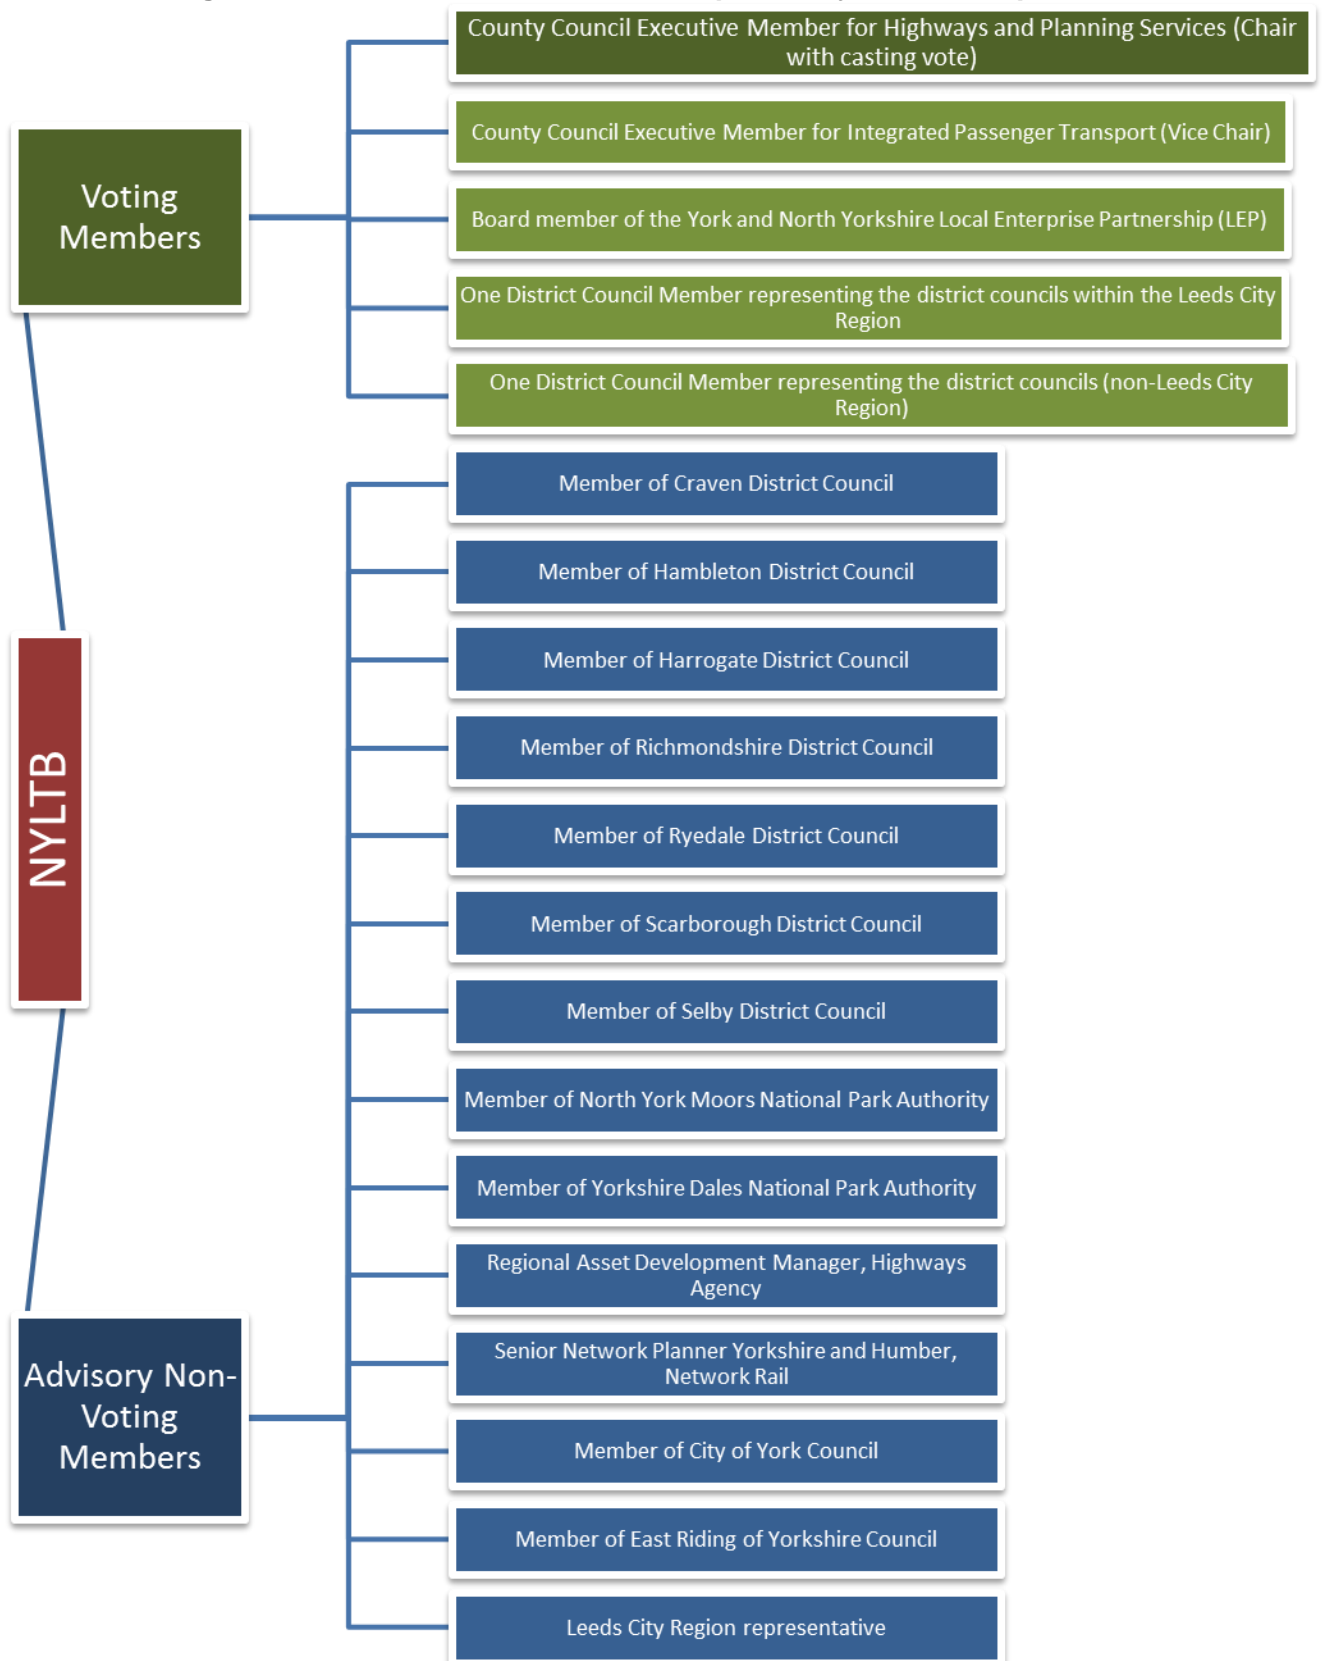 County Council Executive Member for Highways and Planning Services (Chair
with casting vote)
County Council Executive Member for Integrated Passenger Transport (Vice Chair)
Voting
Members
Board member of the York and North Yorkshire Local Enterprise Partnership (LEP)
One District Council Member representing the district councils within the Leeds City
Region
One District Council Member representing the district councils (non-Leeds City
Region)
Member of Craven District Council
Member of Hambleton District Council
Member of Harrogate District Council
Member of Richmondshire District Council
NYLTB
Member of Ryedale District Council
Member of Scarborough District Council
Member of Selby District Council
Member of North York Moors National Park Authority
Member of Yorkshire Dales National Park Authority
Regional Asset Development Manager, Highways
Agency
Senior Network Planner Yorkshire and Humber,
Network Rail
Advisory Non-
Voting
Members
Member of City of York Council
Member of East Riding of Yorkshire Council
Leeds City Region representative